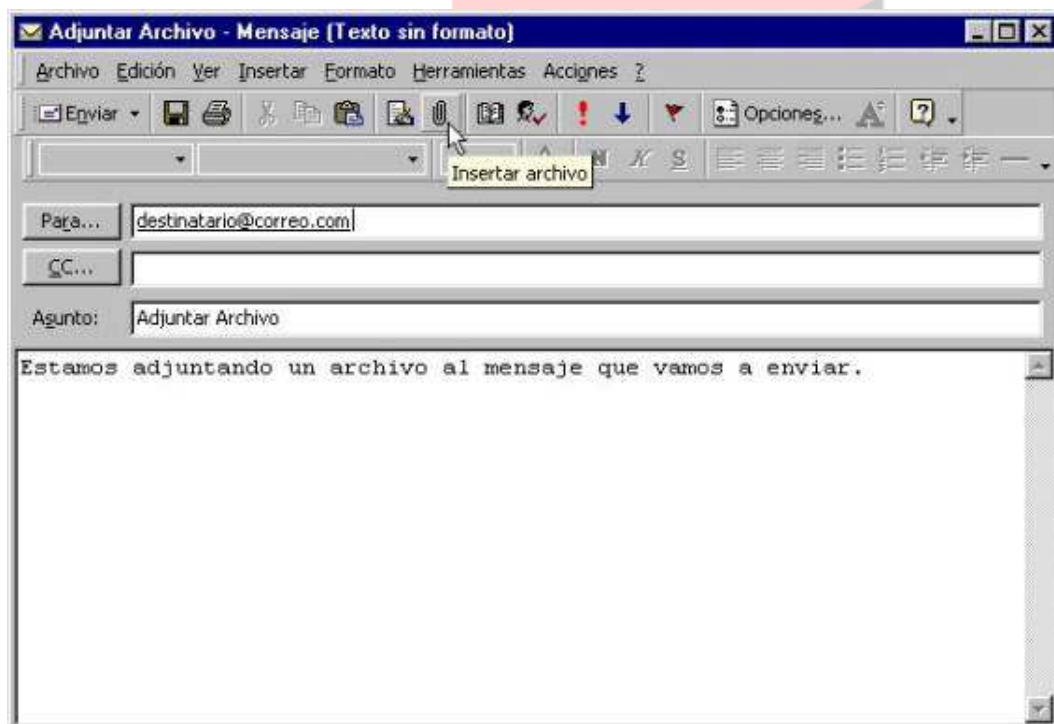 Adjuntar Archivo - Mensaje (Texto sin formato)
Archivo Edición Ver Insertar Formato Herramientas Acciones ?
Enviar Opciones...
N K S
Insertar archivo
Para... destinatario@correo.com
CC...
Asunto: Adjuntar Archivo
Estamos adjuntando un archivo al mensaje que vamos a enviar.